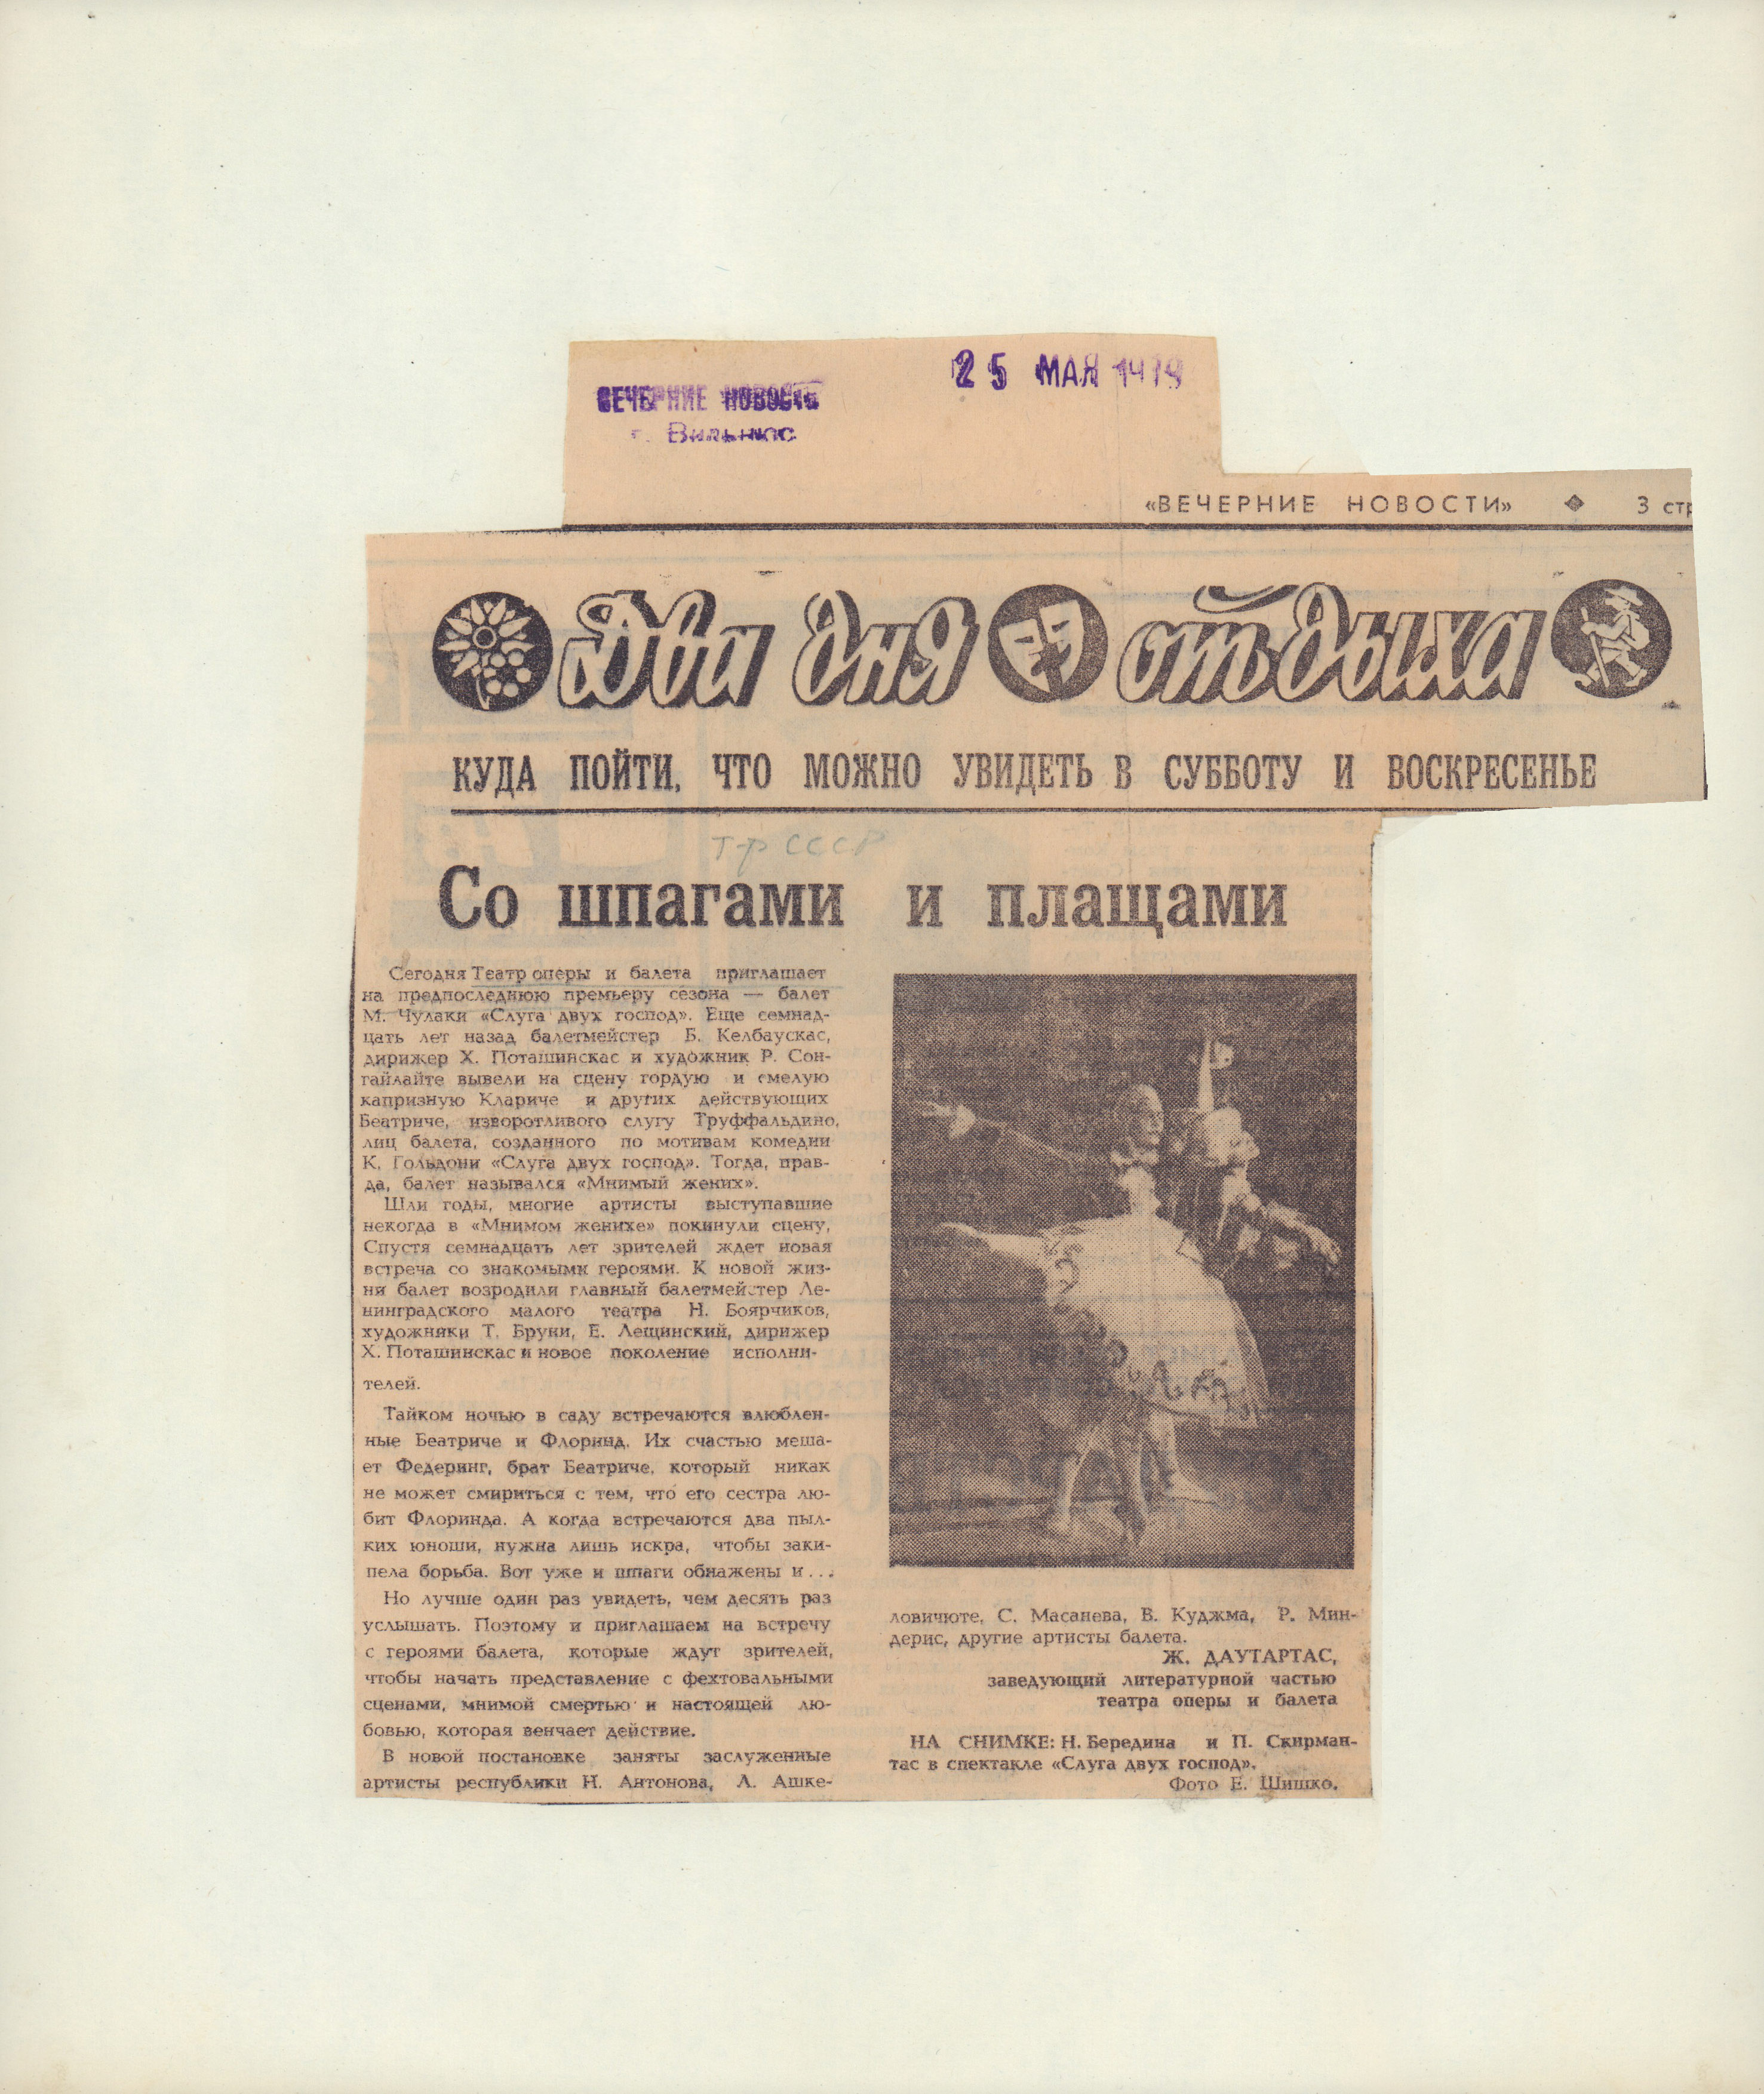 ВЕЧЕРНИЕ НОВОСТИ
г. Вильнюс
25 МАЯ 1979
«ВЕЧЕРНИЕ НОВОСТИ» ◆ 3 стр
Два дня отдыха
КУДА ПОЙТИ, ЧТО МОЖНО УВИДЕТЬ В СУББОТУ И ВОСКРЕСЕНЬЕ
т-р СССР
Со шпагами и плащами
Сегодня Театр оперы и балета приглашает
на предпоследнюю премьеру сезона — балет
М. Чулаки «Слуга двух господ». Еще семнад-
цать лет назад балетмейстер Б. Келбаускас,
дирижер Х. Поташинскас и художник Р. Сон-
гайлайте вывели на сцену гордую и смелую
капризную Клариче и других действующих
Беатриче, изворотливого слугу Труффальдино,
лиц балета, созданного по мотивам комедии
К. Гольдони «Слуга двух господ». Тогда, прав-
да, балет назывался «Мнимый жених».
Шли годы, многие артисты выступавшие
некогда в «Мнимом женихе» покинули сцену,
Спустя семнадцать лет зрителей ждет новая
встреча со знакомыми героями. К новой жиз-
ни балет возродили главный балетмейстер Ле-
нинградского малого театра Н. Боярчиков,
художники Т. Бруни, Е. Лещинский, дирижер
Х. Поташинскас и новое поколение исполни-
телей.
Тайком ночью в саду встречаются влюблен-
ные Беатриче и Флоринд. Их счастью меша-
ет Федеринг, брат Беатриче, который никак
не может смириться с тем, что его сестра лю-
бит Флоринда. А когда встречаются два пыл-
ких юноши, нужна лишь искра, чтобы заки-
пела борьба. Вот уже и шпаги обнажены и...
Но лучше один раз увидеть, чем десять раз
услышать. Поэтому и приглашаем на встречу
с героями балета, которые ждут зрителей,
чтобы начать представление с фехтовальными
сценами, мнимой смертью и настоящей лю-
бовью, которая венчает действие.
В новой постановке заняты заслуженные
артисты республики Н. Антонова, Л. Ашке-
ловичюте, С. Масанева, В. Куджма, Р. Мин-
дерис, другие артисты балета.
Ж. ДАУТАРТАС,
заведующий литературной частью
театра оперы и балета
НА СНИМКЕ: Н. Бередина и П. Скирман-
тас в спектакле «Слуга двух господ».
Фото Е. Шишко.